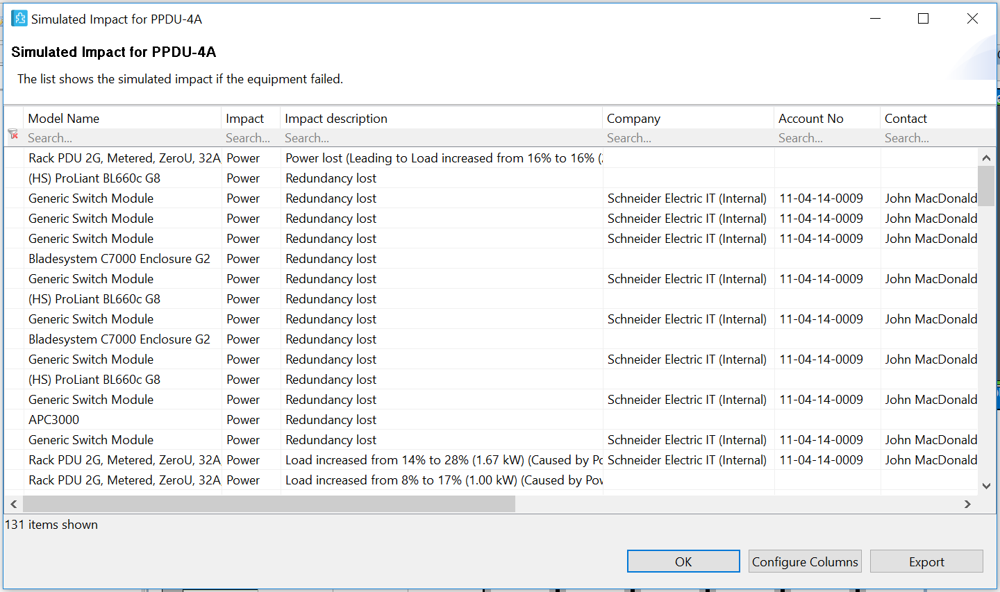 Simulated Impact for PPDU-4A
Simulated Impact for PPDU-4A
The list shows the simulated impact if the equipment failed.
Model Name Impact Impact description Company Account No Contact
Search... Search... Search... Search... Search... Search...
Rack PDU 2G, Metered, ZeroU, 32A, Power Power lost (Leading to Load increased from 16% to 16% (
(HS) ProLiant BL660c G8 Power Redundancy lost
Generic Switch Module Power Redundancy lost Schneider Electric IT (Internal) 11-04-14-0009 John MacDonald
Generic Switch Module Power Redundancy lost Schneider Electric IT (Internal) 11-04-14-0009 John MacDonald
Generic Switch Module Power Redundancy lost Schneider Electric IT (Internal) 11-04-14-0009 John MacDonald
Bladesystem C7000 Enclosure G2 Power Redundancy lost
Generic Switch Module Power Redundancy lost Schneider Electric IT (Internal) 11-04-14-0009 John MacDonald
(HS) ProLiant BL660c G8 Power Redundancy lost
Generic Switch Module Power Redundancy lost Schneider Electric IT (Internal) 11-04-14-0009 John MacDonald
Bladesystem C7000 Enclosure G2 Power Redundancy lost
Generic Switch Module Power Redundancy lost Schneider Electric IT (Internal) 11-04-14-0009 John MacDonald
(HS) ProLiant BL660c G8 Power Redundancy lost
Generic Switch Module Power Redundancy lost Schneider Electric IT (Internal) 11-04-14-0009 John MacDonald
APC3000 Power Redundancy lost
Generic Switch Module Power Redundancy lost Schneider Electric IT (Internal) 11-04-14-0009 John MacDonald
Rack PDU 2G, Metered, ZeroU, 32A, Power Load increased from 14% to 28% (1.67 kW) (Caused by Po Schneider Electric IT (Internal) 11-04-14-0009 John MacDonald
Rack PDU 2G, Metered, ZeroU, 32A, Power Load increased from 8% to 17% (1.00 kW) (Caused by Pow
131 items shown
OK Configure Columns Export